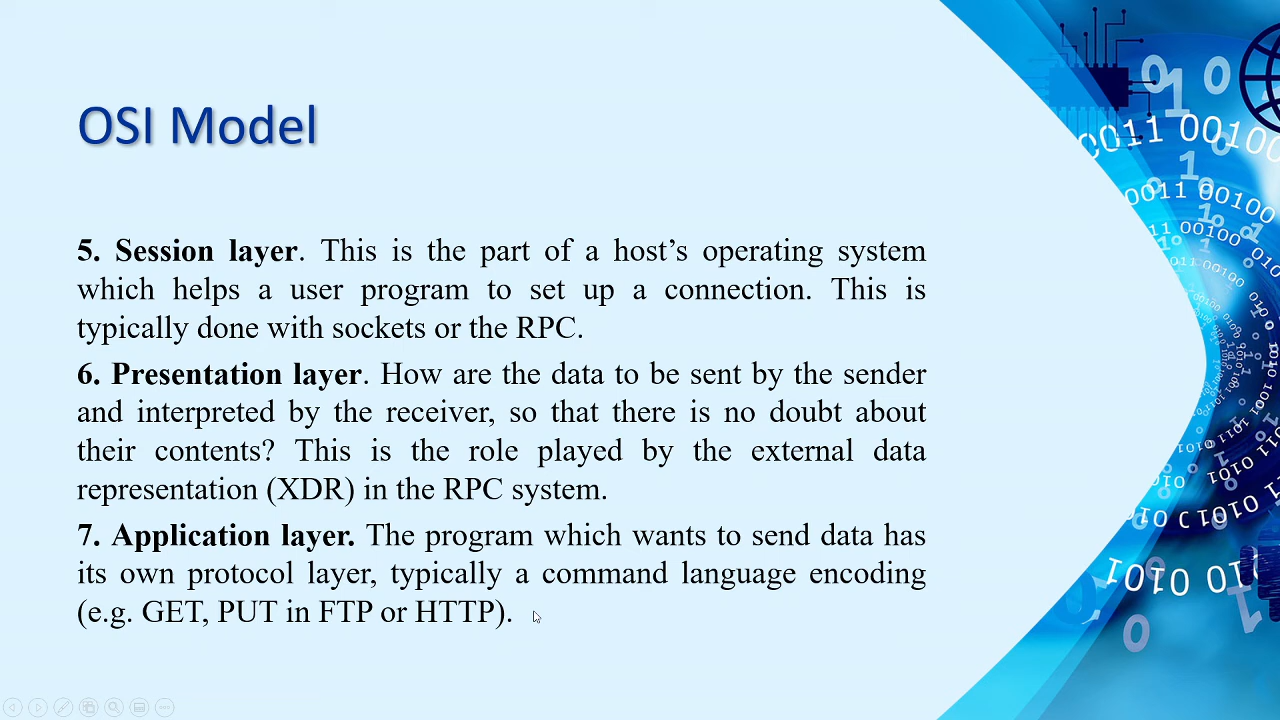 OSI Model
5. Session layer. This is the part of a host’s operating system
which helps a user program to set up a connection. This is
typically done with sockets or the RPC.
6. Presentation layer. How are the data to be sent by the sender
and interpreted by the receiver, so that there is no doubt about
their contents? This is the role played by the external data
representation (XDR) in the RPC system.
7. Application layer. The program which wants to send data has
its own protocol layer, typically a command language encoding
(e.g. GET, PUT in FTP or HTTP).